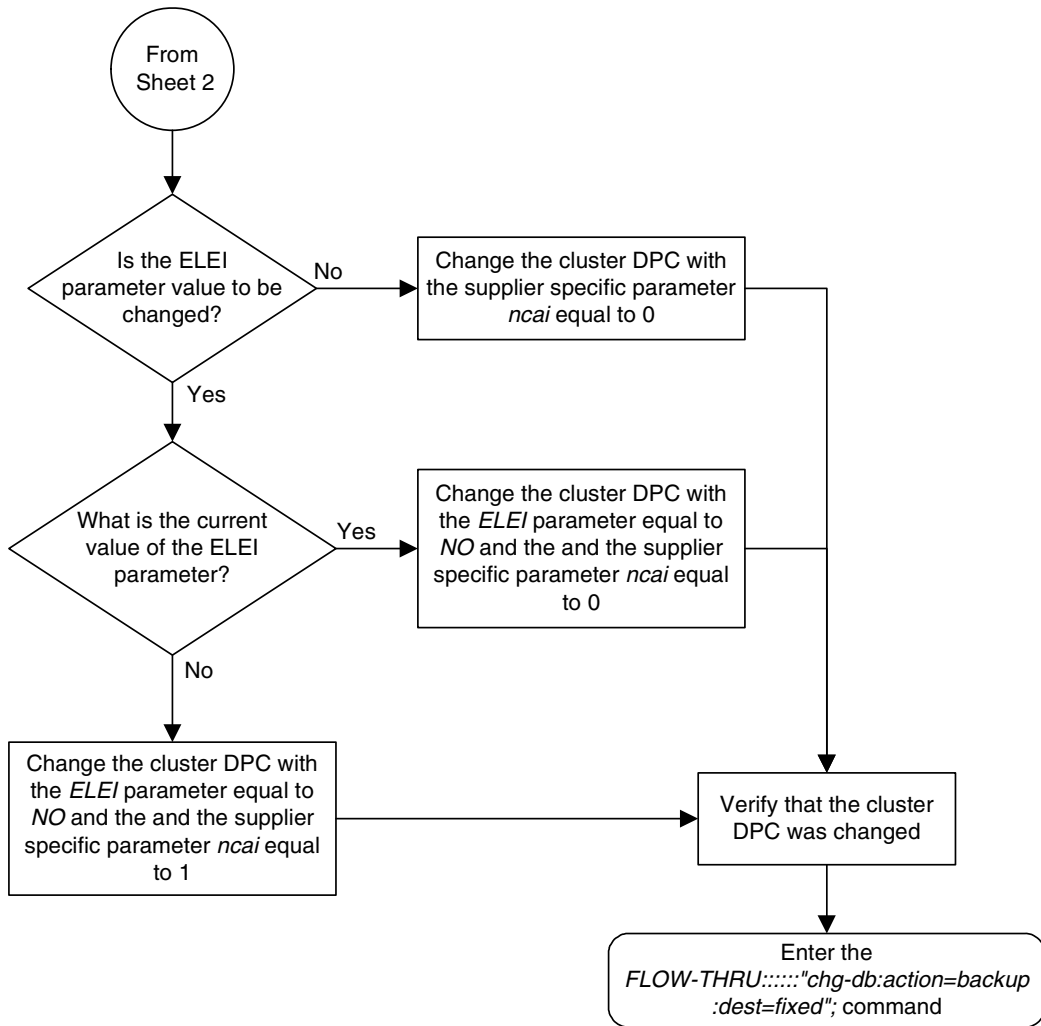 From
Sheet 2
Is the ELEI
parameter value to be
changed?
No
Change the cluster DPC with
the supplier specific parameter
ncai equal to 0
Yes
What is the current
value of the ELEI
parameter?
Yes
Change the cluster DPC with
the ELEI parameter equal to
NO and the and the supplier
specific parameter ncai equal
to 0
No
Change the cluster DPC with
the ELEI parameter equal to
NO and the and the supplier
specific parameter ncai equal
to 1
Verify that the cluster
DPC was changed
Enter the
FLOW-THRU::::::"chg-db:action=backup
:dest=fixed"; command